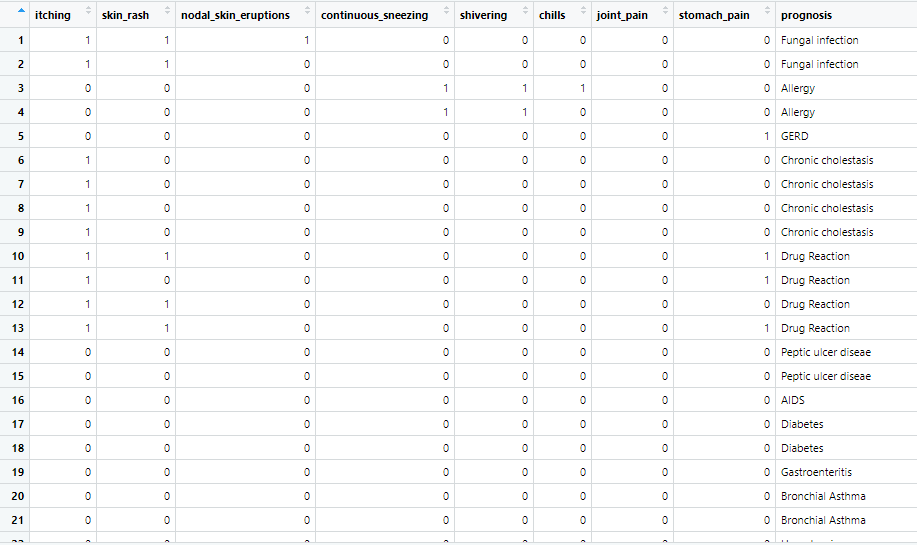 itching skin_rash nodal_skin_eruptions continuous_sneezing shivering chills joint_pain stomach_pain prognosis
1 1 1 1 0 0 0 0 0 Fungal infection
2 1 1 0 0 0 0 0 0 Fungal infection
3 0 0 0 1 1 1 0 0 Allergy
4 0 0 0 1 1 0 0 0 Allergy
5 0 0 0 0 0 0 0 1 GERD
6 1 0 0 0 0 0 0 0 Chronic cholestasis
7 1 0 0 0 0 0 0 0 Chronic cholestasis
8 1 0 0 0 0 0 0 0 Chronic cholestasis
9 1 0 0 0 0 0 0 0 Chronic cholestasis
10 1 1 0 0 0 0 0 1 Drug Reaction
11 1 0 0 0 0 0 0 1 Drug Reaction
12 1 1 0 0 0 0 0 0 Drug Reaction
13 1 1 0 0 0 0 0 1 Drug Reaction
14 0 0 0 0 0 0 0 0 Peptic ulcer diseae
15 0 0 0 0 0 0 0 0 Peptic ulcer diseae
16 0 0 0 0 0 0 0 0 AIDS
17 0 0 0 0 0 0 0 0 Diabetes
18 0 0 0 0 0 0 0 0 Diabetes
19 0 0 0 0 0 0 0 0 Gastroenteritis
20 0 0 0 0 0 0 0 0 Bronchial Asthma
21 0 0 0 0 0 0 0 0 Bronchial Asthma